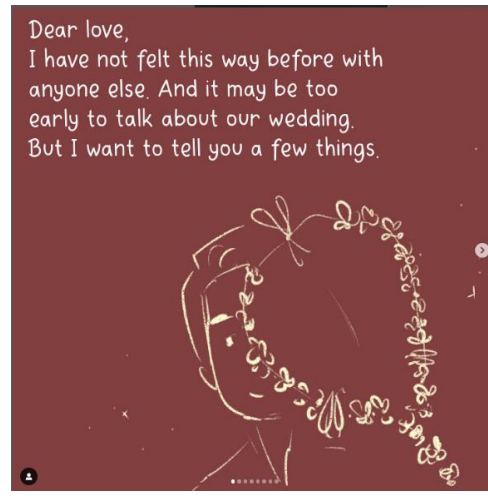 Dear love,
I have not felt this way before with
anyone else. And it may be too
early to talk about our wedding.
But I want to tell you a few things.